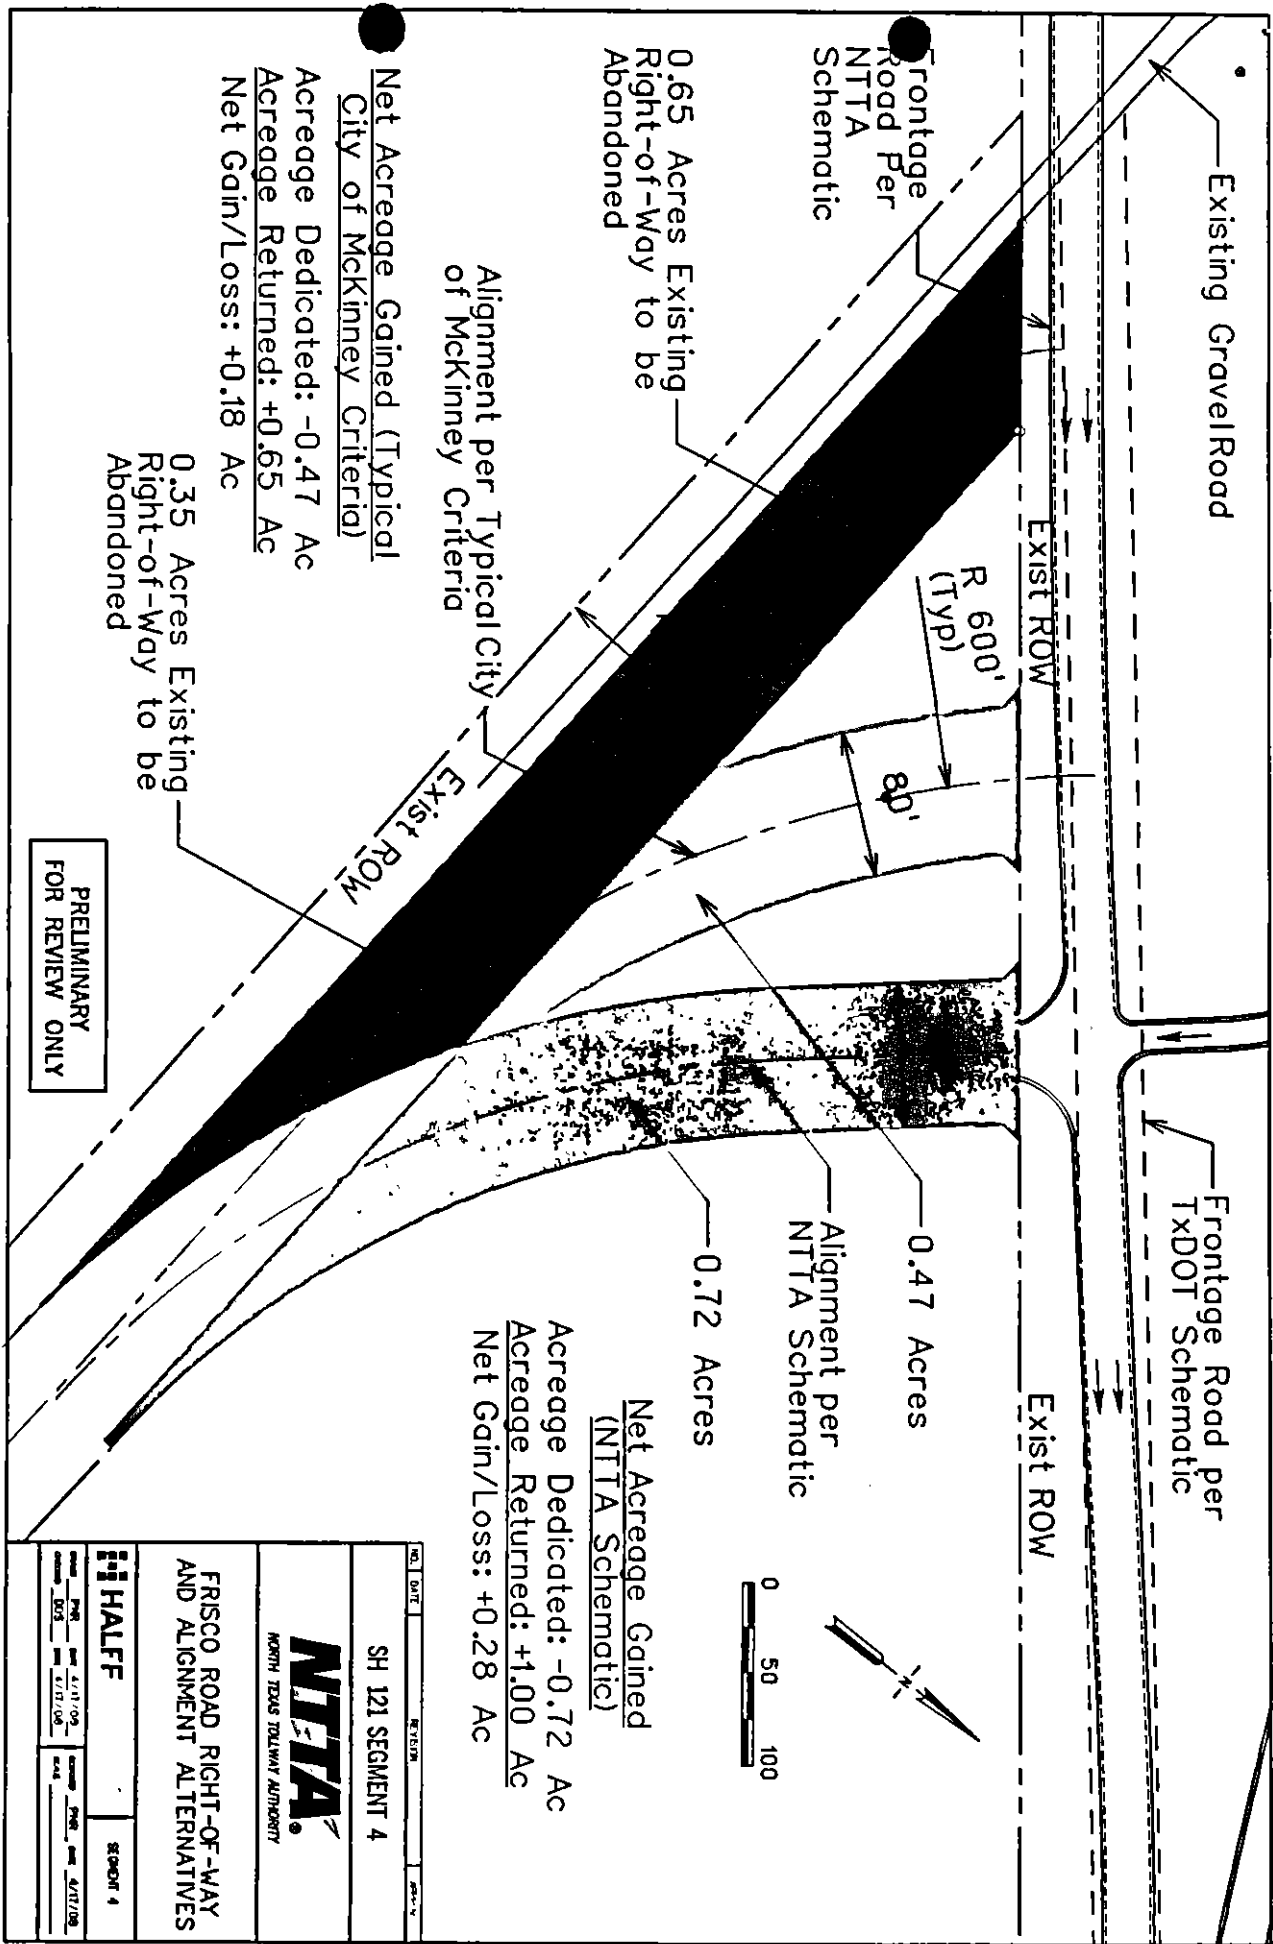 Existing Gravel Road
Frontage Road per
TxDOT Schematic
rontage
Road Per
NTTA
Schematic
Exist ROW
Exist ROW
R 600'
(Typ)
80'
0.65 Acres Existing
Right-of-Way to be
Abandoned
0.47 Acres
Alignment per
NTTA Schematic
0.72 Acres
Alignment per Typical City
of McKinney Criteria
Exist ROW
Net Acreage Gained (Typical
City of McKinney Criteria)
Acreage Dedicated: -0.47 Ac
Acreage Returned: +0.65 Ac
Net Gain/Loss: +0.18 Ac
0.35 Acres Existing
Right-of-Way to be
Abandoned
Net Acreage Gained
(NTTA Schematic)
Acreage Dedicated: -0.72 Ac
Acreage Returned: +1.00 Ac
Net Gain/Loss: +0.28 Ac
0 50 100
N
PRELIMINARY
FOR REVIEW ONLY
NO. DATE REVISION
SH 121 SEGMENT 4
NTTA®
NORTH TEXAS TOLLWAY AUTHORITY
FRISCO ROAD RIGHT-OF-WAY
AND ALIGNMENT ALTERNATIVES
HALFF
SEGMENT 4
PNR
4/17/08